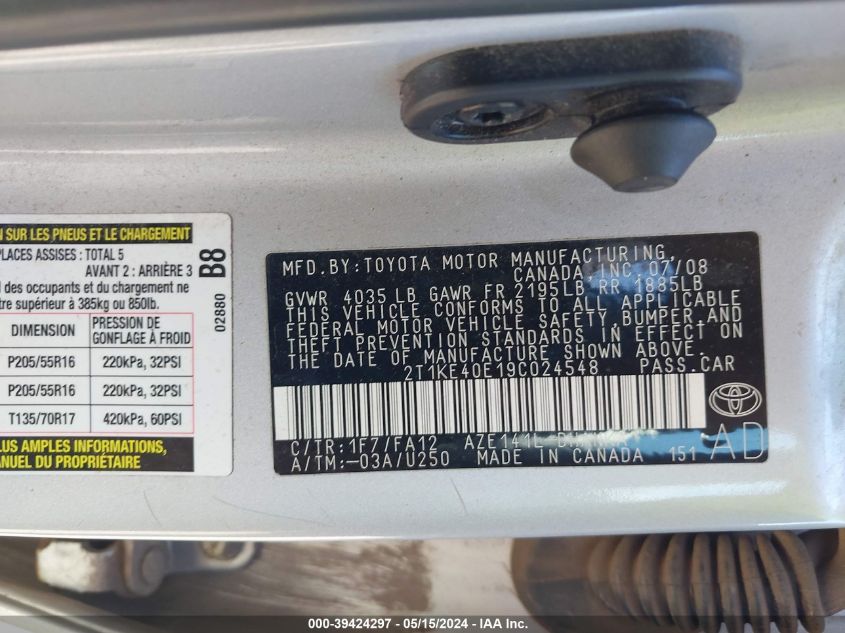 N SUR LES PNEUS ET LE CHARGEMENT
PLACES ASSISES : TOTAL 5
AVANT 2 : ARRIÈRE 3
l des occupants et du chargement ne
tre supérieur à 385kg ou 850lb.
DIMENSION
PRESSION DE
GONFLAGE À FROID
P205/55R16
220kPa, 32PSI
P205/55R16
220kPa, 32PSI
T135/70R17
420kPa, 60PSI
LUS AMPLES INFORMATIONS,
ANUEL DU PROPRIÉTAIRE
B8
02880
MFD.BY:TOYOTA MOTOR MANUFACTURING,
CANADA,INC.07/08
GVWR 4035 LB GAWR FR 2195LB RR 1885LB
THIS VEHICLE CONFORMS TO ALL APPLICABLE
FEDERAL MOTOR VEHICLE SAFETY, BUMPER AND
THEFT PREVENTION STANDARDS IN EFFECT ON
THE DATE OF MANUFACTURE SHOWN ABOVE.
2T1KE40E19C024548 PASS.CAR
C/TR:1F7/FA12 AZE141L
A/TM:-03A/U250 MADE IN CANADA 151
AD
000-39424297 - 05/15/2024 - IAA Inc.